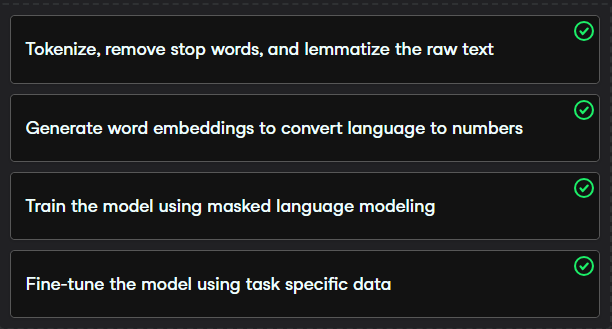 Tokenize, remove stop words, and lemmatize the raw text
Generate word embeddings to convert language to numbers
Train the model using masked language modeling
Fine-tune the model using task specific data